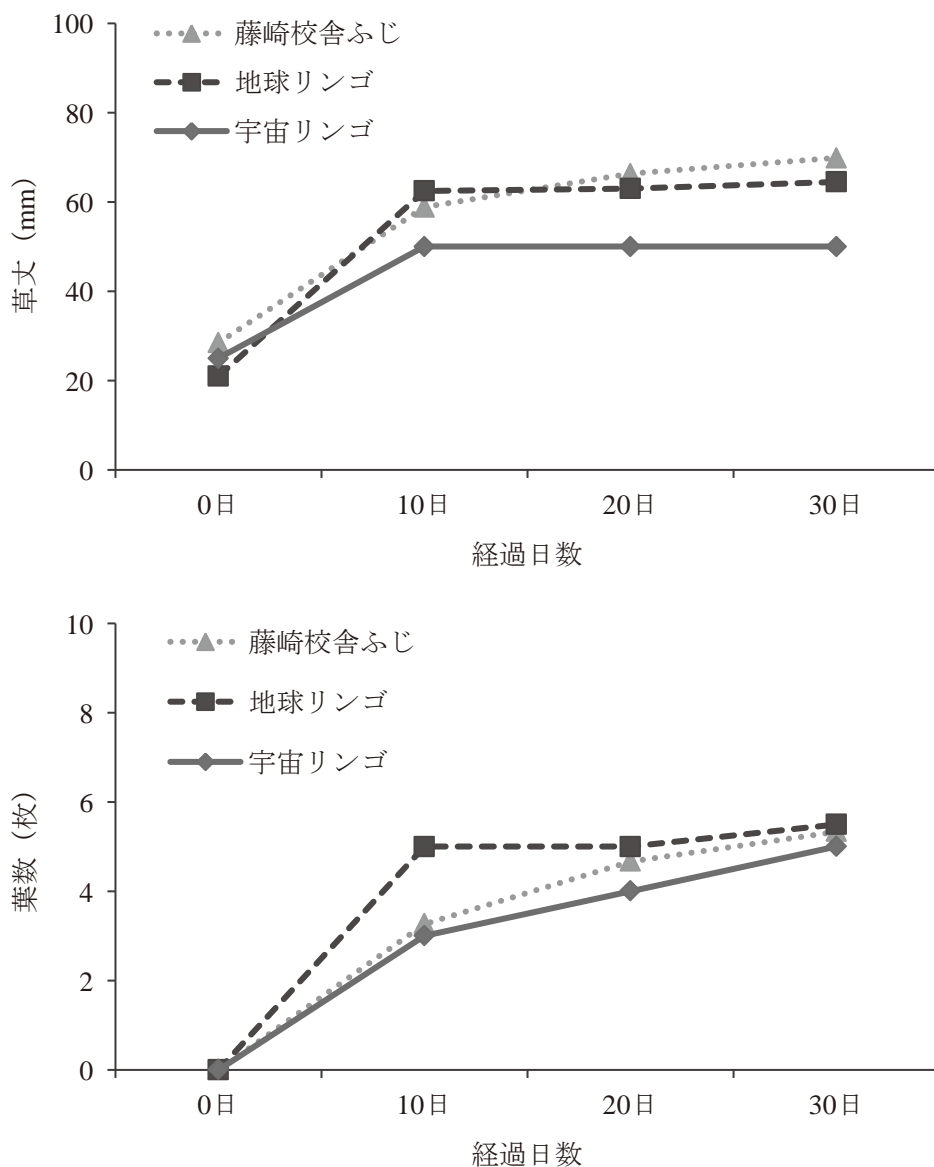 100
80
60
40
20
0
草丈（mm）
藤崎校舎ふじ
地球リンゴ
宇宙リンゴ
0日 10日 20日 30日
経過日数
10
8
6
4
2
0
葉数（枚）
藤崎校舎ふじ
地球リンゴ
宇宙リンゴ
0日 10日 20日 30日
経過日数